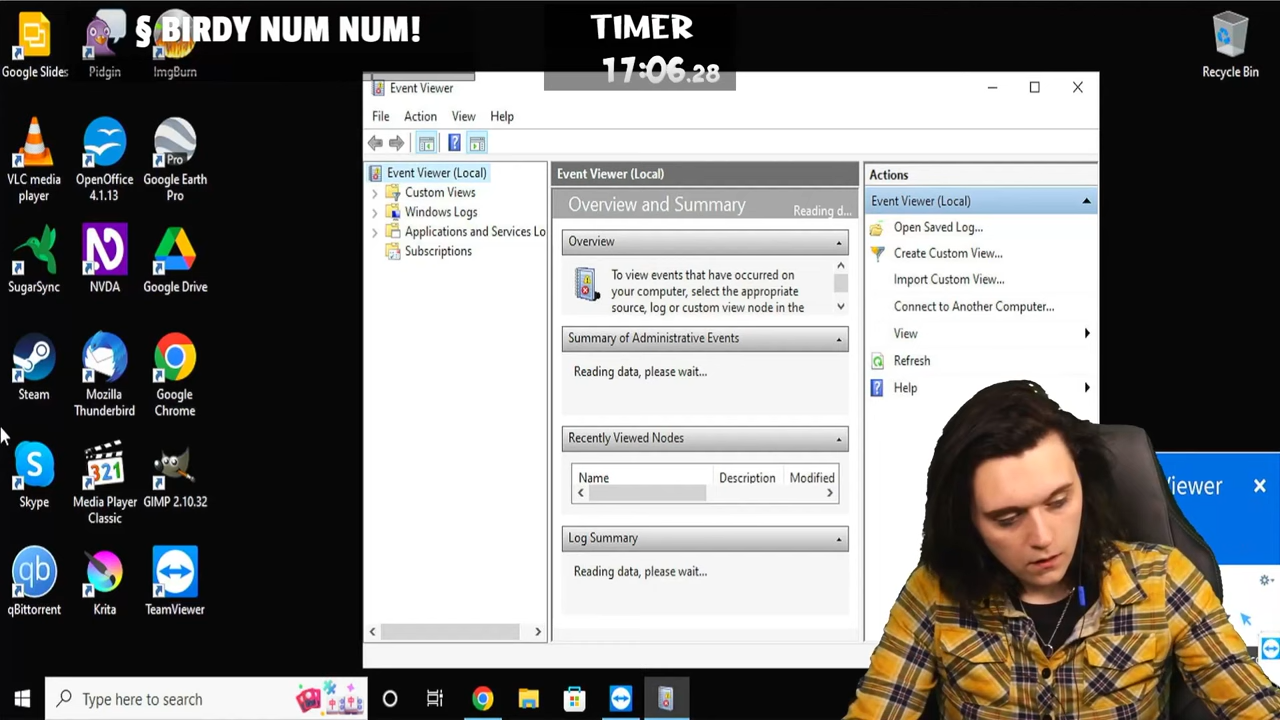 § BIRDY NUM NUM!
TIMER
17:06.28
Google Slides
Pidgin
ImgBurn
Recycle Bin
VLC media
player
OpenOffice
4.1.13
Pro
Google Earth
Pro
SugarSync
NVDA
Google Drive
Steam
Mozilla
Thunderbird
Google
Chrome
S
Skype
321
Media Player
Classic
GIMP 2.10.32
qb
qBittorrent
Krita
TeamViewer
Event Viewer
File Action View Help
Event Viewer (Local)
Custom Views
Windows Logs
Applications and Services Lo
Subscriptions
Event Viewer (Local)
Overview and Summary
Reading d...
Overview
To view events that have occurred on
your computer, select the appropriate
source, log or custom view node in the
Summary of Administrative Events
Reading data, please wait...
Recently Viewed Nodes
Name Description Modified
Log Summary
Reading data, please wait...
Actions
Event Viewer (Local)
Open Saved Log...
Create Custom View...
Import Custom View...
Connect to Another Computer...
View
Refresh
Help
iewer
Type here to search